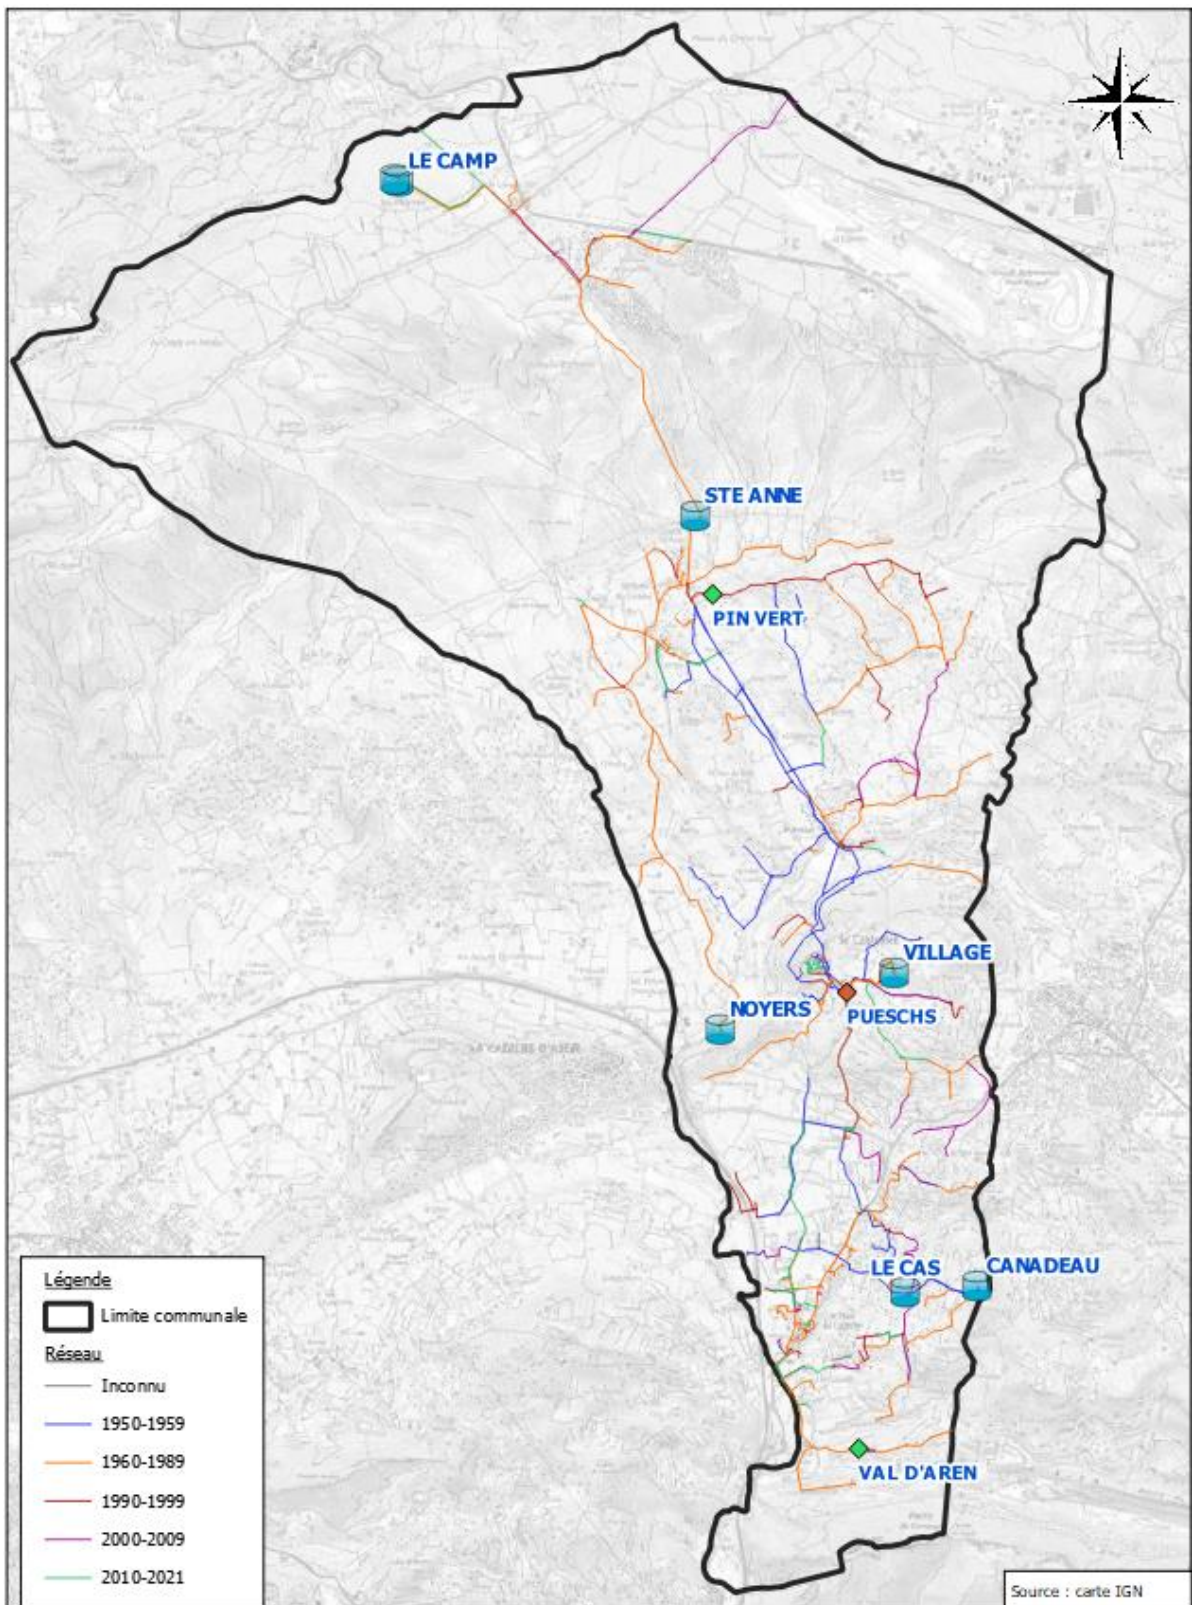 LE CAMP
STE ANNE
PIN VERT
VILLAGE
NOYERS
PUESCHS
LE CAS
CANADEAU
VAL D'AREN
Légende
Limite communale
Réseau
Inconnu
1950-1959
1960-1989
1990-1999
2000-2009
2010-2021
Source : carte IGN